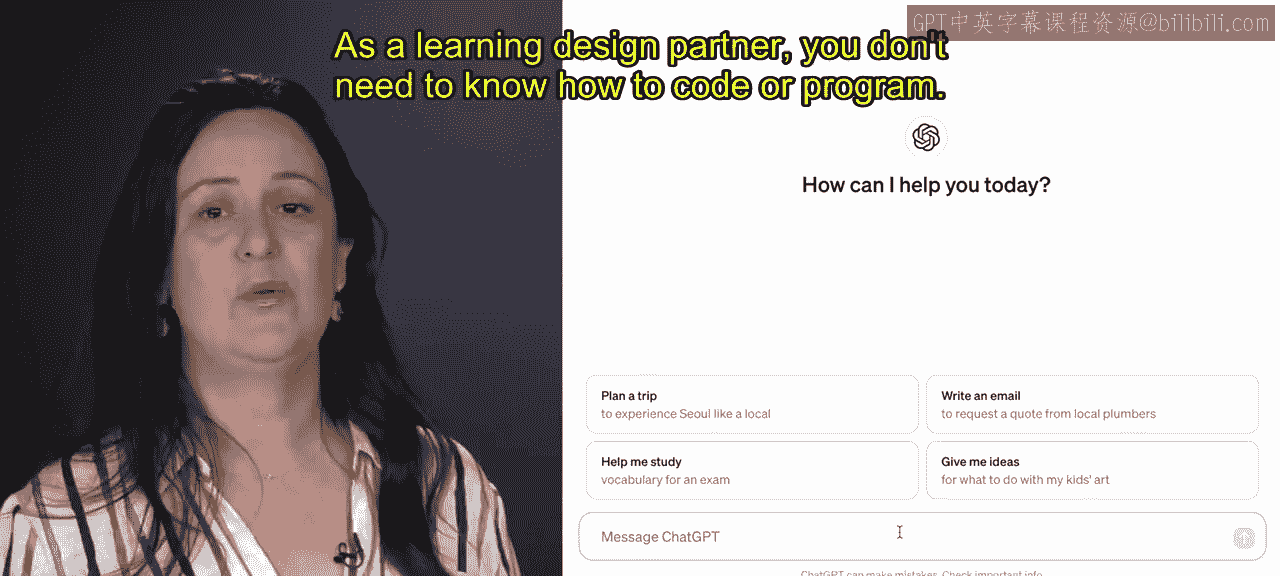 GPT中英字幕课程资源@bilibili.com
As a learning design partner, you don't
need to know how to code or program.
How can I help you today?
Plan a trip
to experience Seoul like a local
Write an email
to request a quote from local plumbers
Help me study
vocabulary for an exam
Give me ideas
for what to do with my kids' art
Message ChatGPT
ChatGPT can make mistakes. Check important info.